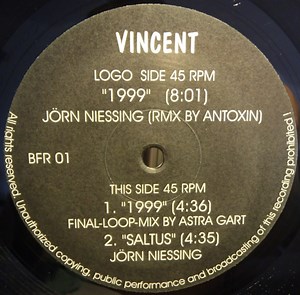 VINCENT
LOGO SIDE 45 RPM
"1999" (8:01)
JÖRN NIESSING (RMX BY ANTOXIN)
BFR 01
THIS SIDE 45 RPM
1. "1999" (4:36)
FINAL-LOOP-MIX BY ASTRA GART
2. "SALTUS" (4:35)
JÖRN NIESSING
All rights reserved. Unauthorized copying, public performance and broadcasting of this recording prohibited !